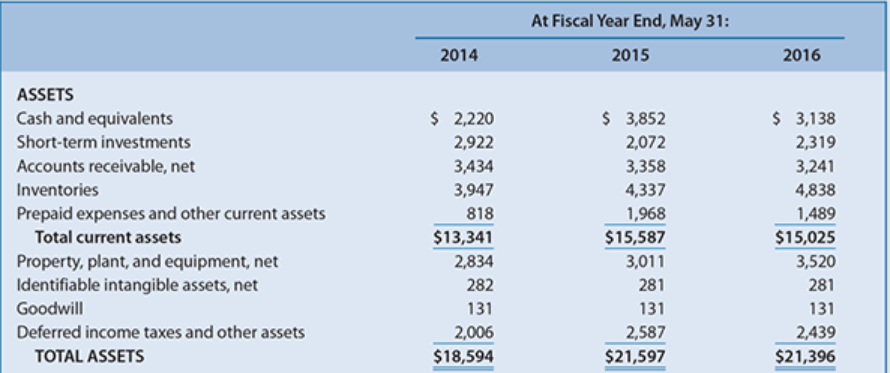 At Fiscal Year End, May 31:
2014 2015 2016
ASSETS
Cash and equivalents $ 2,220 $ 3,852 $ 3,138
Short-term investments 2,922 2,072 2,319
Accounts receivable, net 3,434 3,358 3,241
Inventories 3,947 4,337 4,838
Prepaid expenses and other current assets 818 1,968 1,489
Total current assets $13,341 $15,587 $15,025
Property, plant, and equipment, net 2,834 3,011 3,520
Identifiable intangible assets, net 282 281 281
Goodwill 131 131 131
Deferred income taxes and other assets 2,006 2,587 2,439
TOTAL ASSETS $18,594 $21,597 $21,396